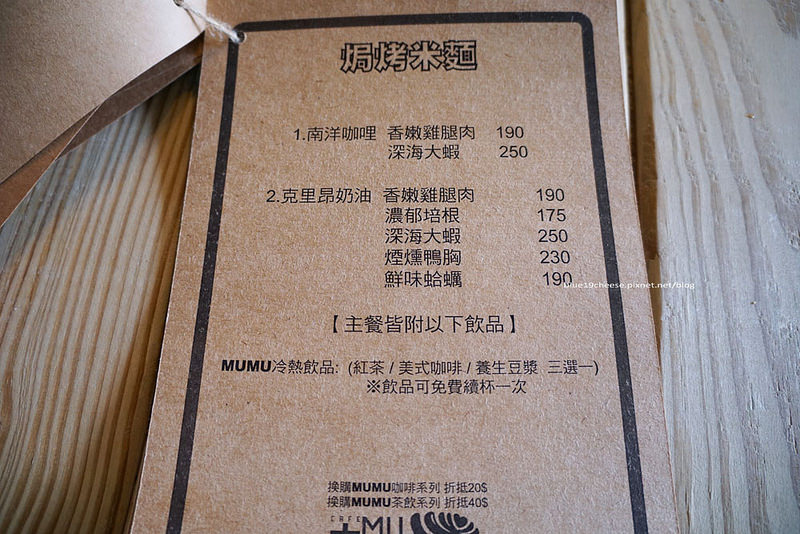 焗烤米麵
1.南洋咖哩 香嫩雞腿肉 190
深海大蝦 250
2.克里昂奶油 香嫩雞腿肉 190
濃郁培根 175
深海大蝦 250
煙燻鴨胸 230
鮮味蛤蠣 190
blue19cheese.pixnet.net/blog
【 主餐皆附以下飲品 】
MUMU冷熱飲品: (紅茶 / 美式咖啡 / 養生豆漿 三選一)
※飲品可免費續杯一次
換購MUMU咖啡系列 折抵20$
換購MUMU茶飲系列 折抵40$
CAFE
MU